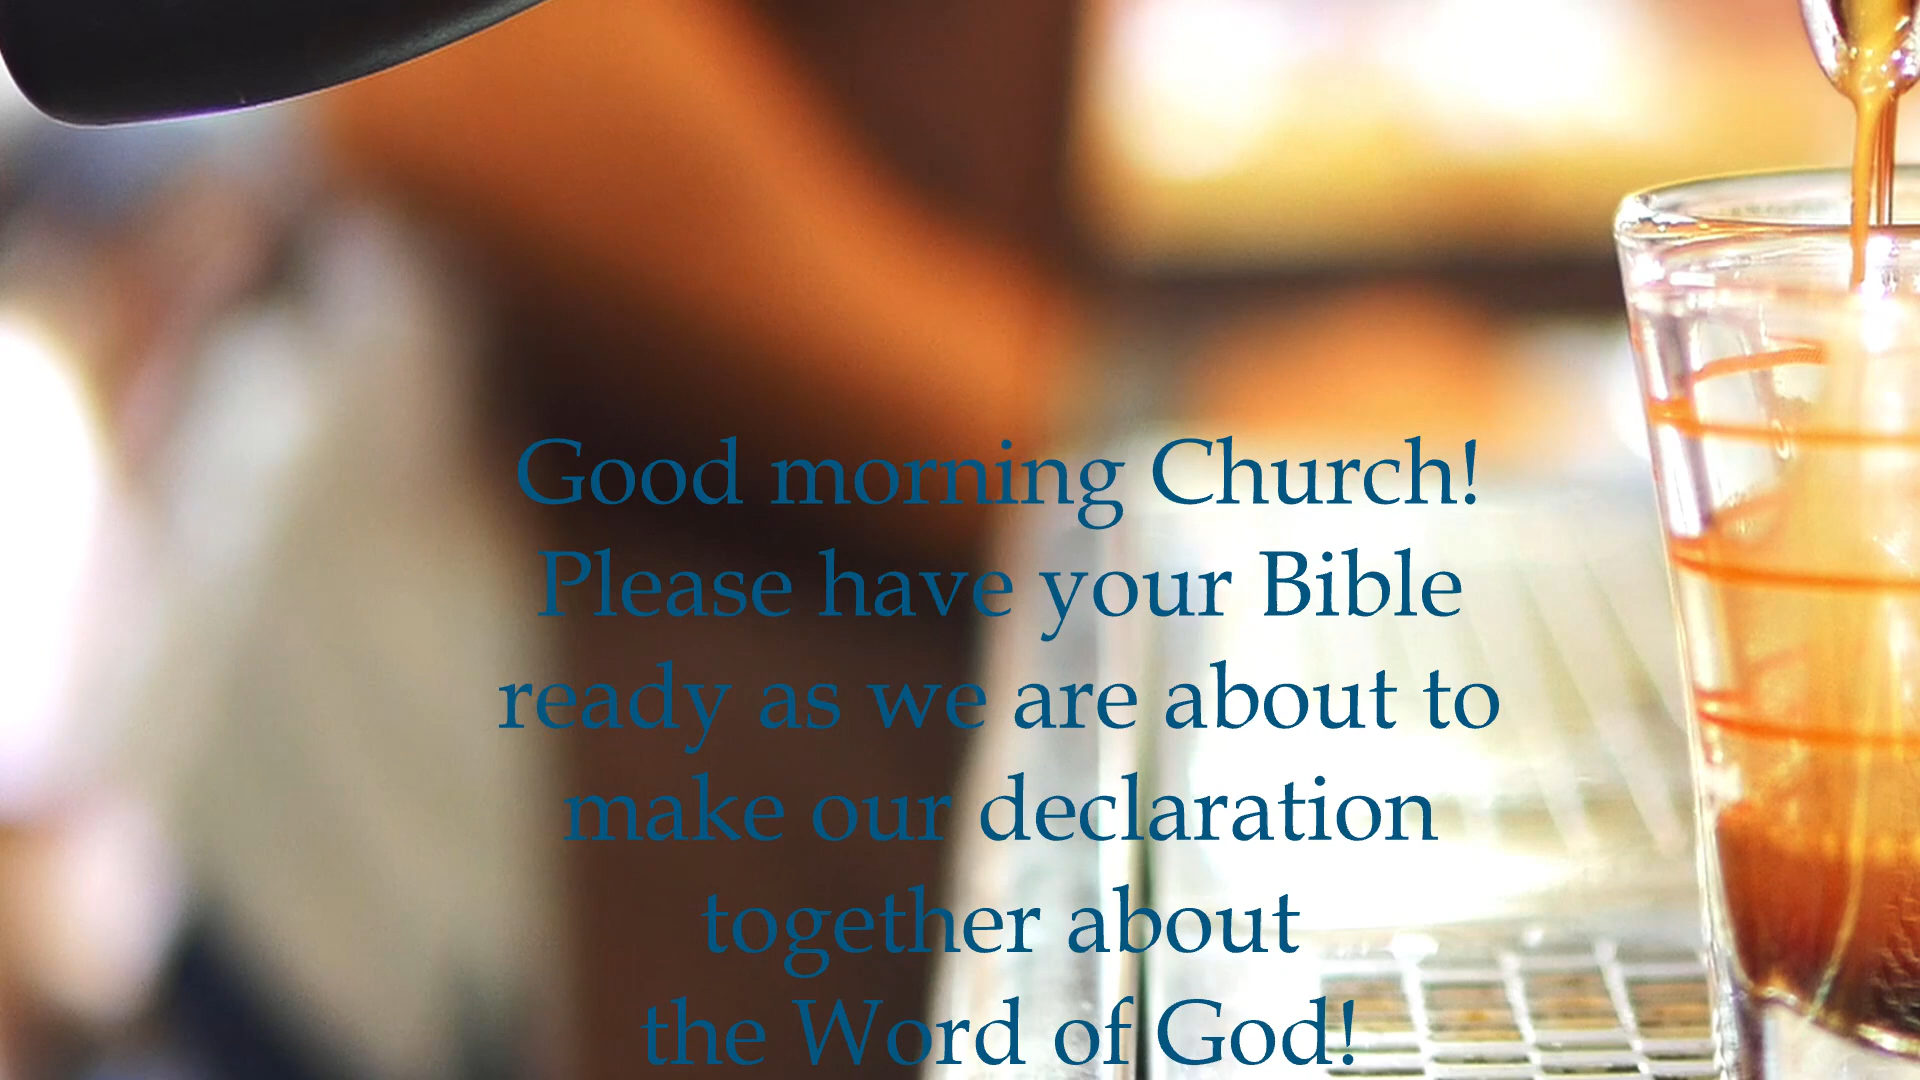 Good morning Church!
Please have your Bible
ready as we are about to
make our declaration
together about
the Word of God!